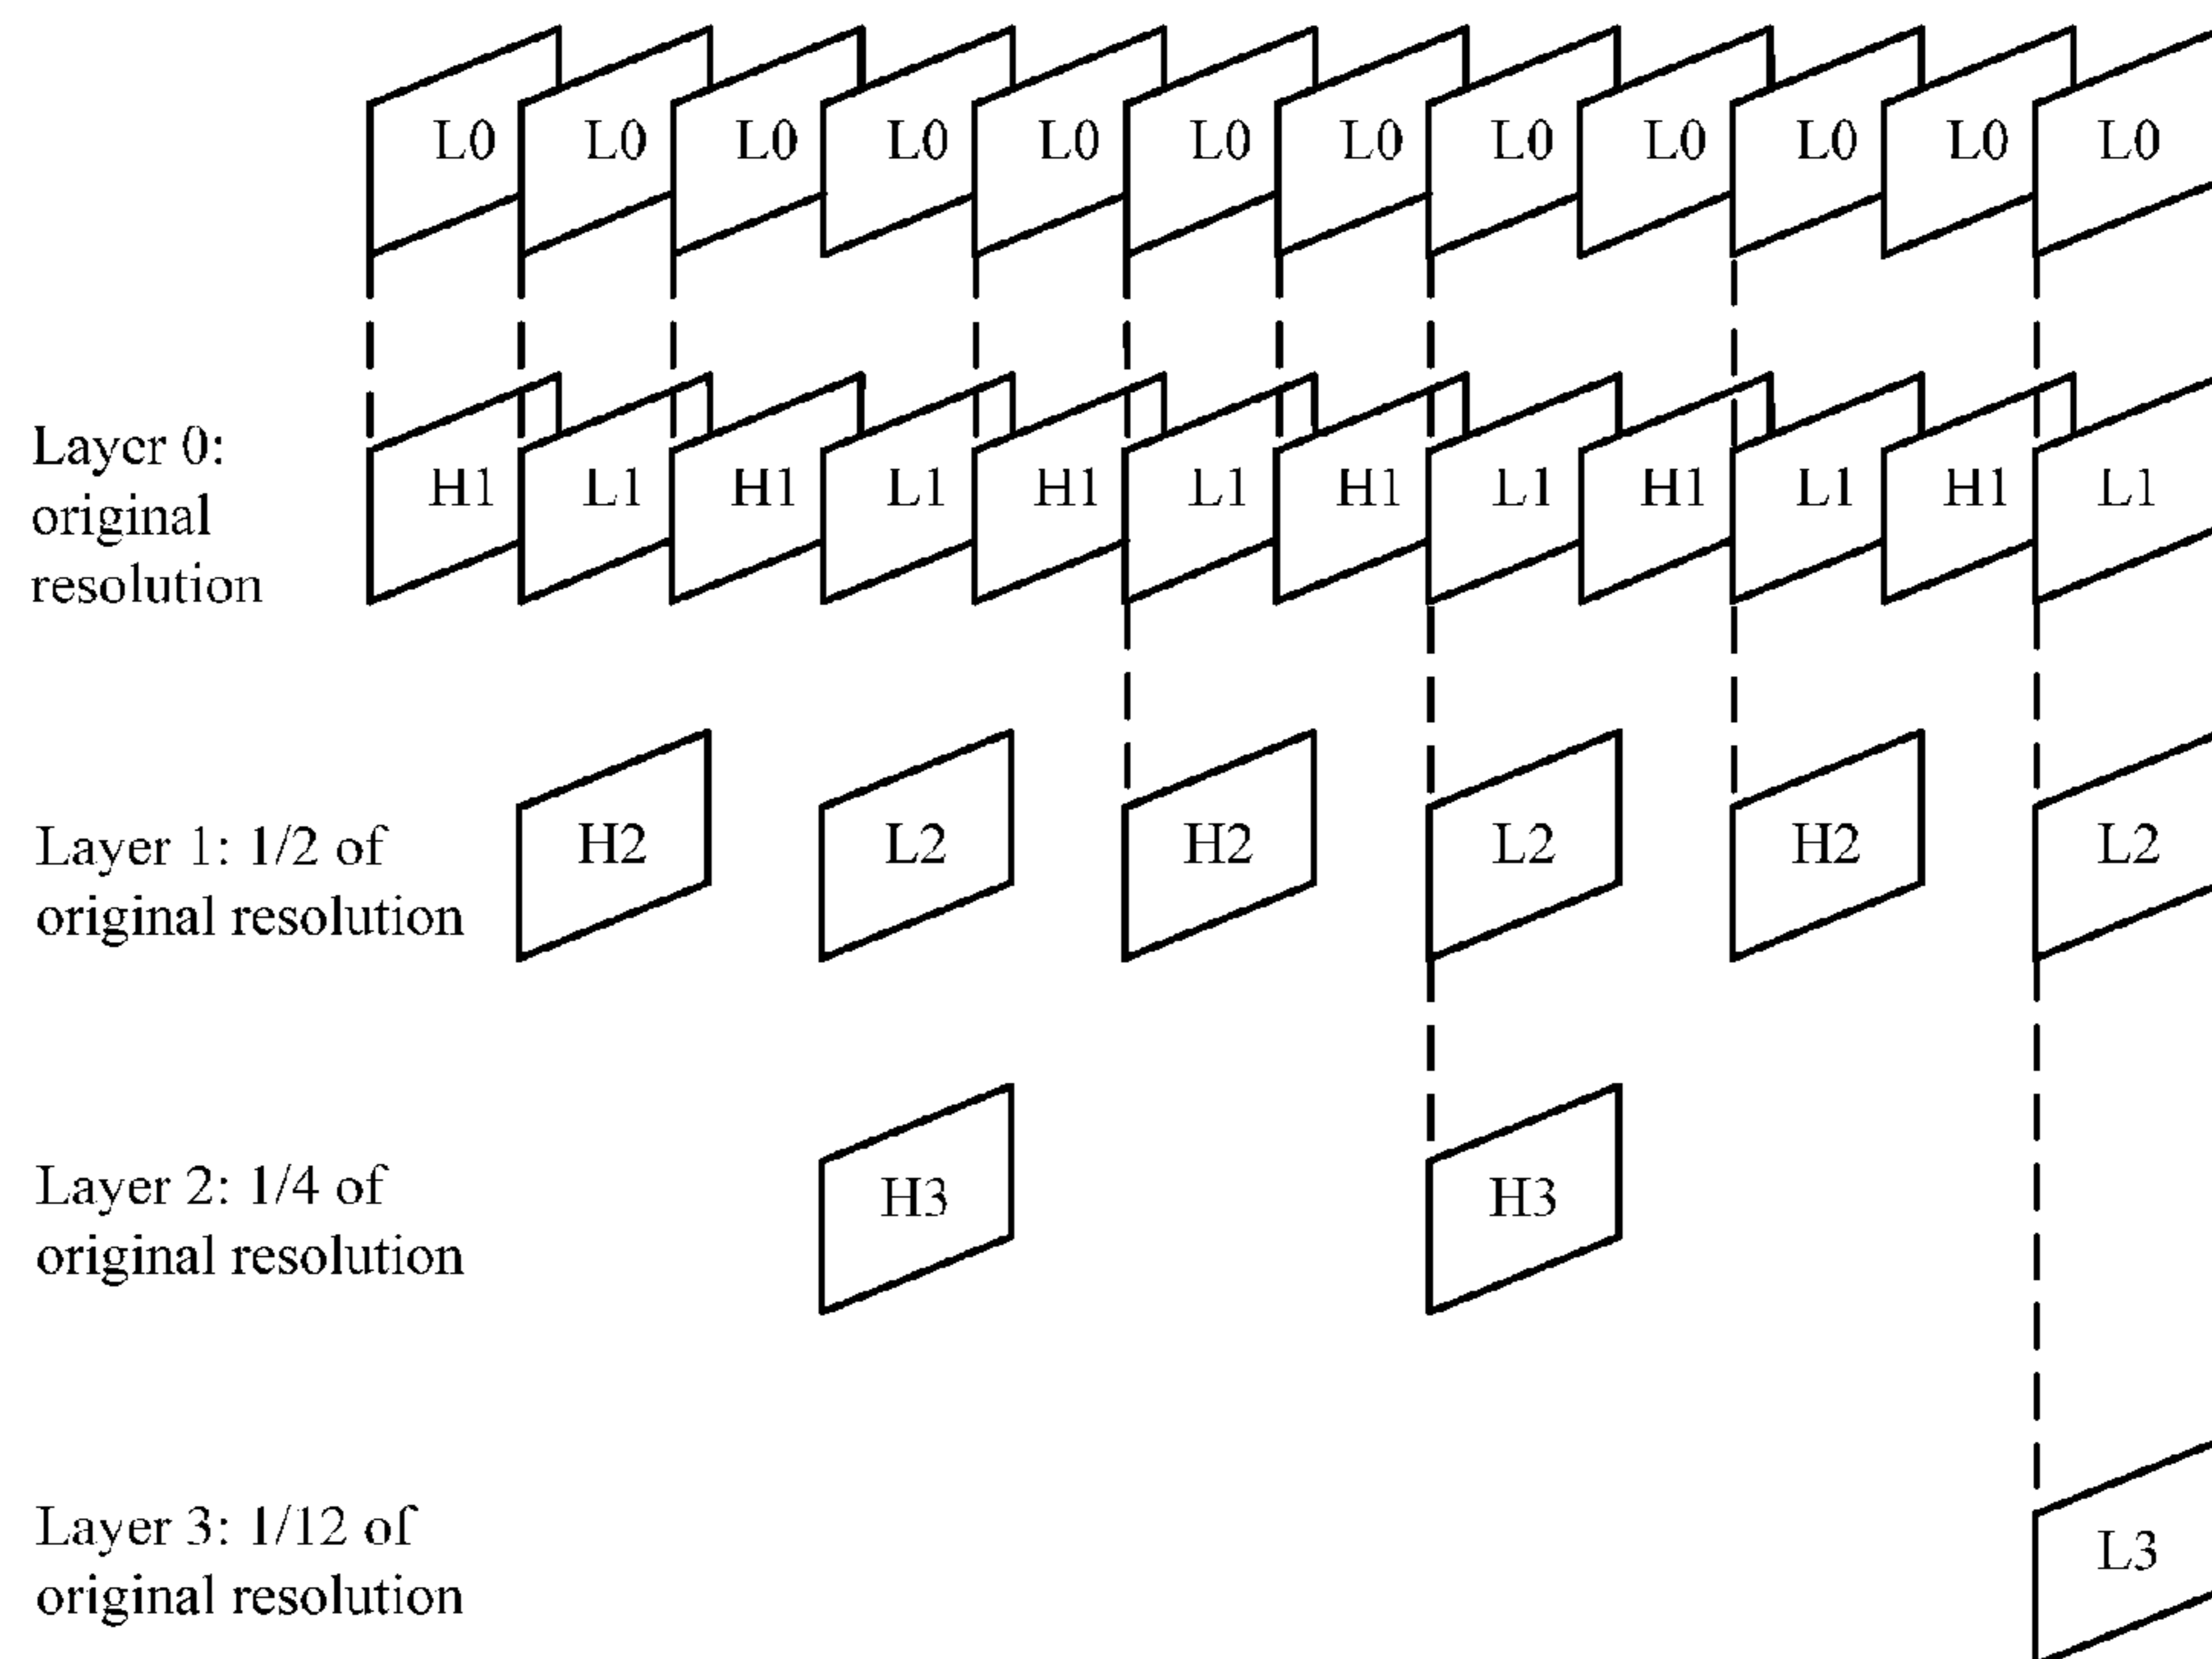 L0 L0 L0 L0 L0 L0 L0 L0 L0 L0 L0 L0
Layer 0:
original
resolution
H1 L1 H1 L1 H1 L1 H1 L1 H1 L1 H1 L1
Layer 1: 1/2 of
original resolution
H2 L2 H2 L2 H2 L2
Layer 2: 1/4 of
original resolution
H3 H3
Layer 3: 1/12 of
original resolution
L3